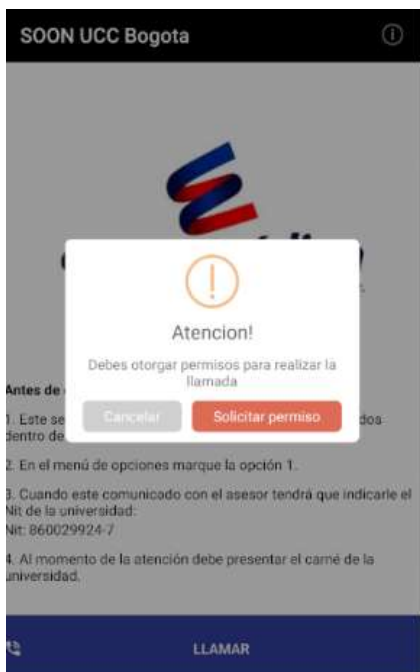 SOON UCC Bogota
Atencion!
Debes otorgar permisos para realizar la
llamada
Cancelar
Solicitar permiso
Antes de
1. Este se dos
dentro de
2. En el menú de opciones marque la opción 1.
3. Cuando este comunicado con el asesor tendrá que indicarle el
Nit de la universidad:
Nit: 860029924-7
4. Al momento de la atención debe presentar el carné de la
universidad.
LLAMAR